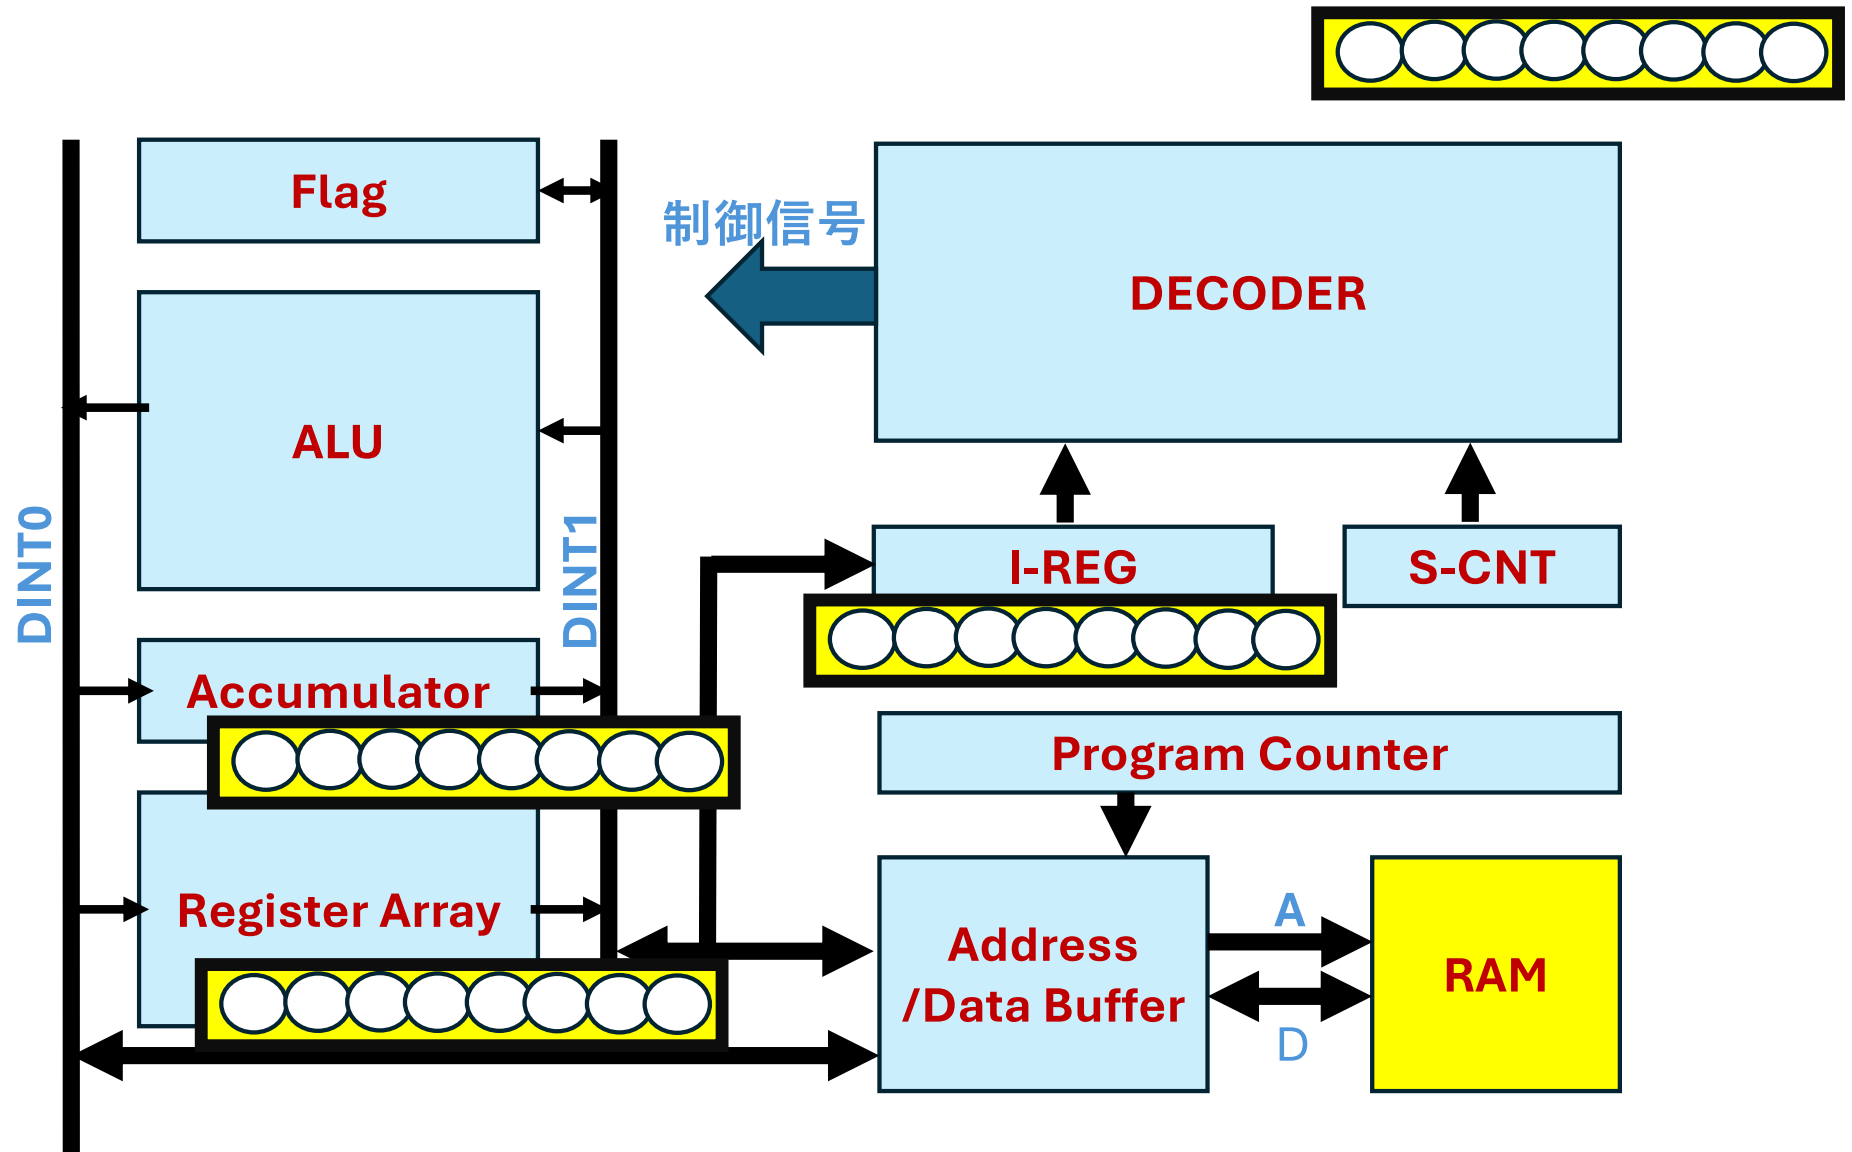 Flag
制御信号
DECODER
ALU
DINT0
DINT1
I-REG
S-CNT
Accumulator
Program Counter
Register Array
Address
/Data Buffer
A
D
RAM